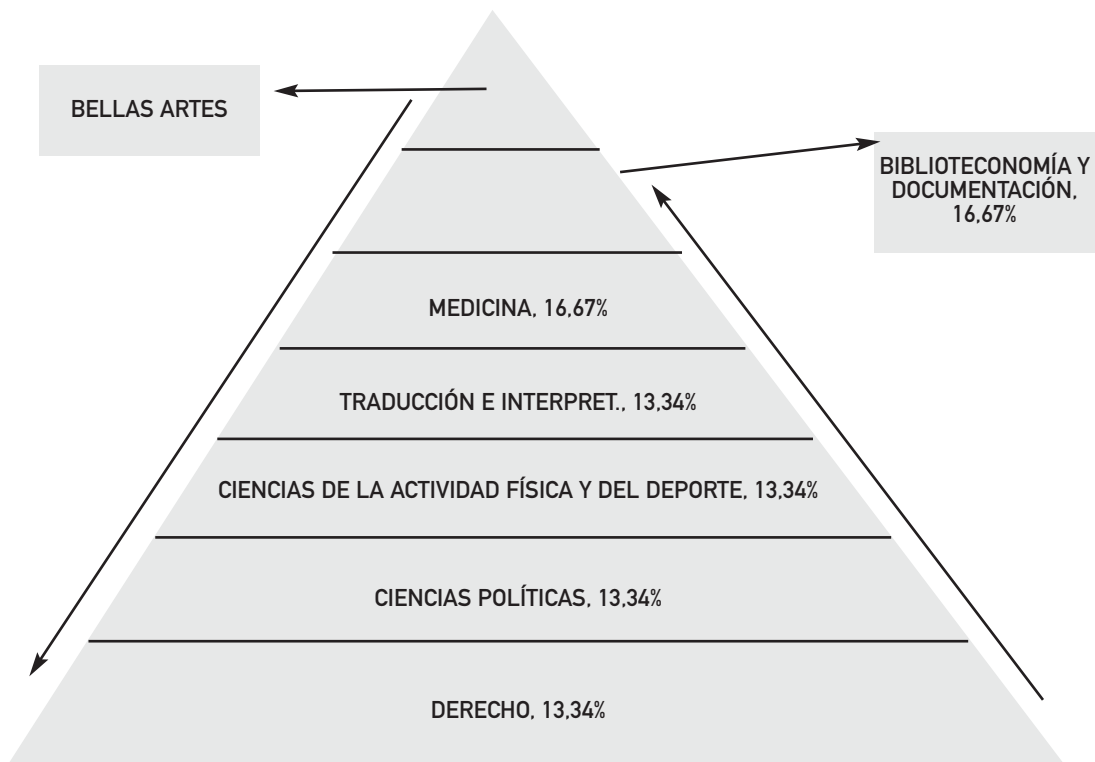 BELLAS ARTES
BIBLIOTECONOMÍA Y
DOCUMENTACIÓN,
16,67%
MEDICINA, 16,67%
TRADUCCIÓN E INTERPRET., 13,34%
CIENCIAS DE LA ACTIVIDAD FÍSICA Y DEL DEPORTE, 13,34%
CIENCIAS POLÍTICAS, 13,34%
DERECHO, 13,34%